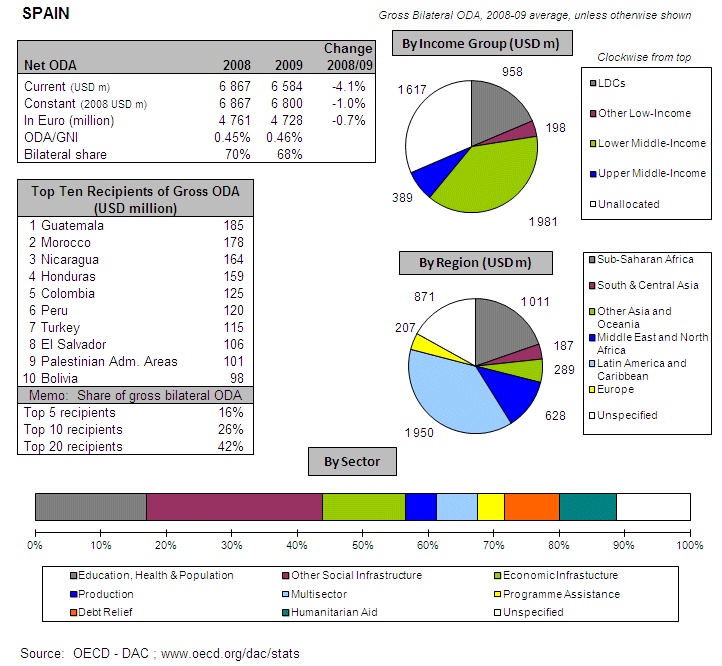 SPAIN
Gross Bilateral ODA, 2008-09 average, unless otherwise shown
Net ODA 2008 2009 Change 2008/09
Current (USD m) 6 867 6 584 -4.1%
Constant (2008 USD m) 6 867 6 800 -1.0%
In Euro (million) 4 761 4 728 -0.7%
ODA/GNI 0.45% 0.46%
Bilateral share 70% 68%
By Income Group (USD m)
Clockwise from top
958
198
1981
389
1617
LDCs
Other Low-Income
Lower Middle-Income
Upper Middle-Income
Unallocated
Top Ten Recipients of Gross ODA
(USD million)
1 Guatemala 185
2 Morocco 178
3 Nicaragua 164
4 Honduras 159
5 Colombia 125
6 Peru 120
7 Turkey 115
8 El Salvador 106
9 Palestinian Adm. Areas 101
10 Bolivia 98
Memo: Share of gross bilateral ODA
Top 5 recipients 16%
Top 10 recipients 26%
Top 20 recipients 42%
By Region (USD m)
1011
187
289
628
1950
207
871
Sub-Saharan Africa
South & Central Asia
Other Asia and
Oceania
Middle East and North
Africa
Latin America and
Caribbean
Europe
Unspecified
By Sector
0% 10% 20% 30% 40% 50% 60% 70% 80% 90% 100%
Education, Health & Population Other Social Infrastructure Economic Infrastucture
Production Multisector Programme Assistance
Debt Relief Humanitarian Aid Unspecified
Source: OECD - DAC ; www.oecd.org/dac/stats